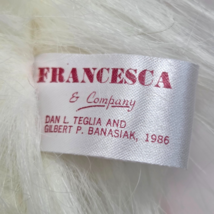 FRANCESCA
& Company
DAN L. TEGLIA AND
GILBERT P. BANASIAK, 1986